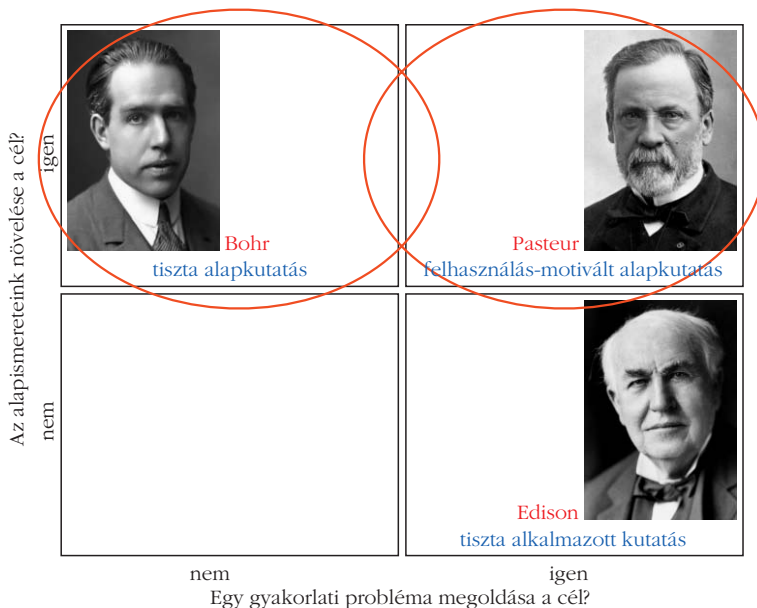 Az alapismereteink növelése a cél?
igen
nem
Bohr
tiszta alapkutatás
Pasteur
felhasználás-motivált alapkutatás
Edison
tiszta alkalmazott kutatás
nem
igen
Egy gyakorlati probléma megoldása a cél?